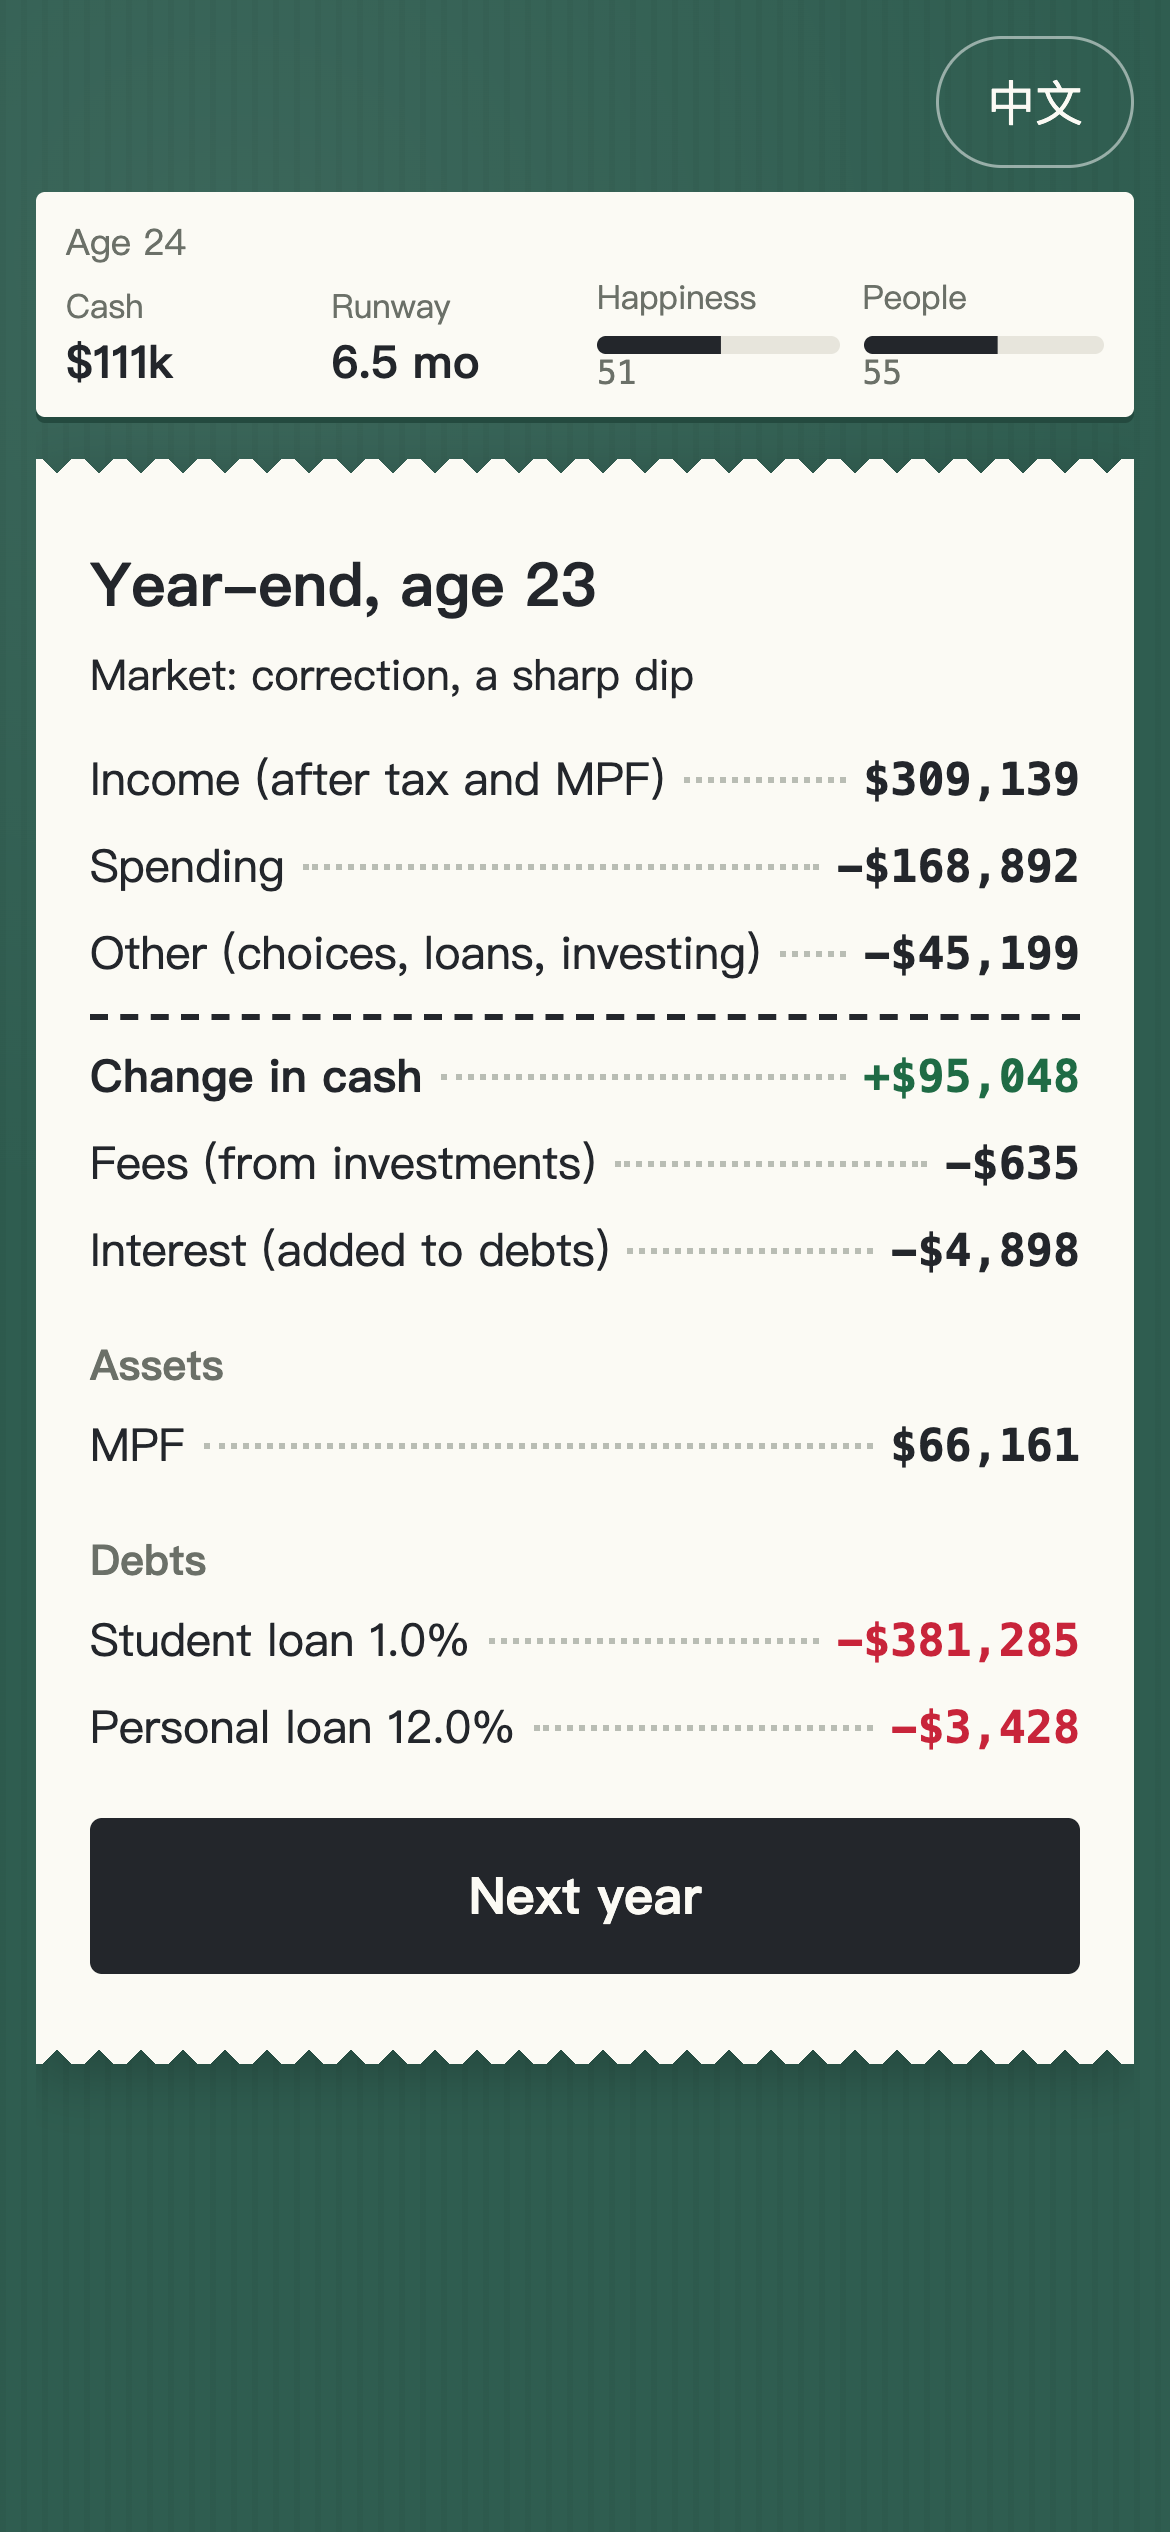 中文
Age 24
Cash
$111k
Runway
6.5 mo
Happiness
51
People
55
Year-end, age 23
Market: correction, a sharp dip
Income (after tax and MPF) $309,139
Spending −$168,892
Other (choices, loans, investing) −$45,199
Change in cash +$95,048
Fees (from investments) −$635
Interest (added to debts) −$4,898
Assets
MPF $66,161
Debts
Student loan 1.0% −$381,285
Personal loan 12.0% −$3,428
Next year